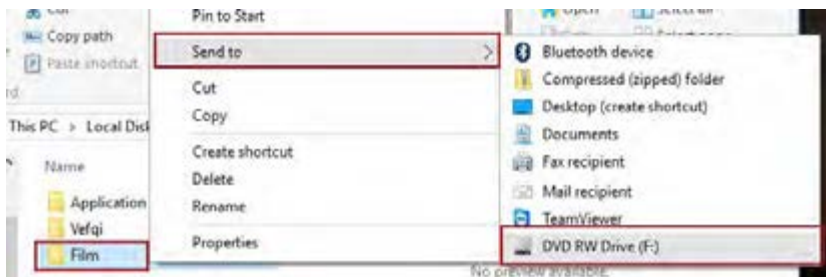 Pin to Start
Copy path
Paste shortcut
Send to
Cut
Copy
Create shortcut
Delete
Rename
Properties
This PC > Local Disk
Name
Application
Vefqi
Film
Open
Bluetooth device
Compressed (zipped) folder
Desktop (create shortcut)
Documents
Fax recipient
Mail recipient
TeamViewer
DVD RW Drive (F:)
No preview available.